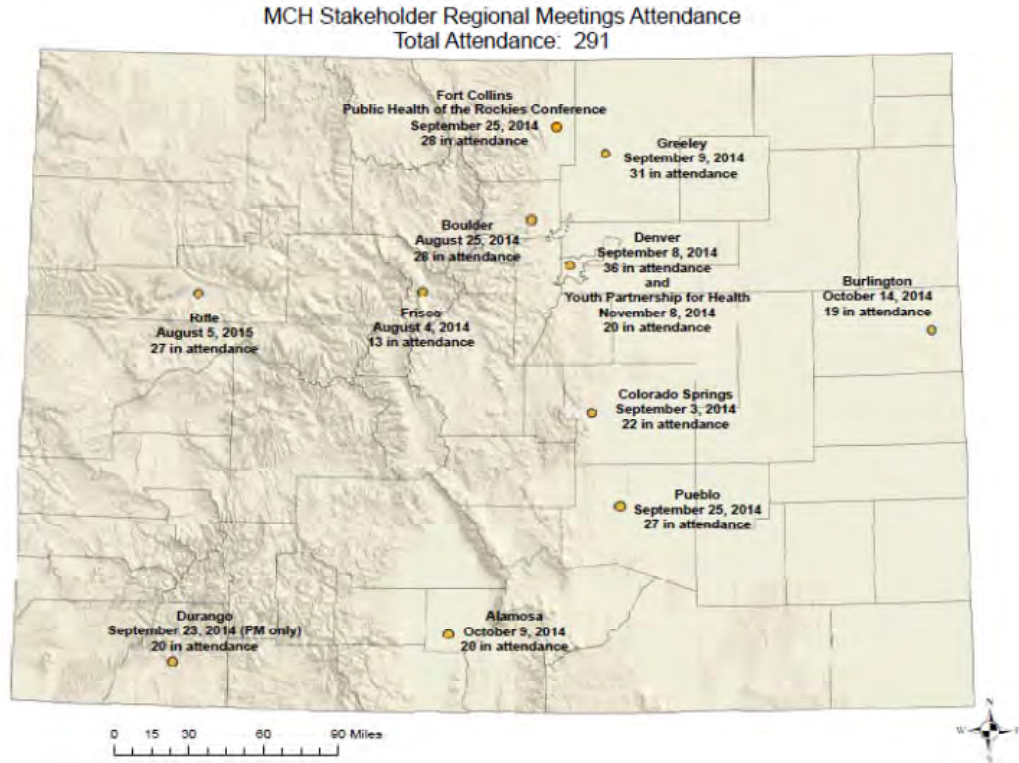 MCH Stakeholder Regional Meetings Attendance
Total Attendance: 291
Fort Collins
Public Health of the Rockies Conference
September 25, 2014
28 in attendance
Greeley
September 9, 2014
31 in attendance
Boulder
August 25, 2014
28 in attendance
Denver
September 8, 2014
36 in attendance
and
Youth Partnership for Health
November 8, 2014
20 in attendance
Burlington
October 14, 2014
19 in attendance
Rifle
August 5, 2015
27 in attendance
Frisco
August 4, 2014
13 in attendance
Colorado Springs
September 3, 2014
22 in attendance
Pueblo
September 25, 2014
27 in attendance
Durango
September 23, 2014 (PM only)
20 in attendance
Alamosa
October 9, 2014
20 in attendance
0 15 30 60 90 Miles
N
W E
S